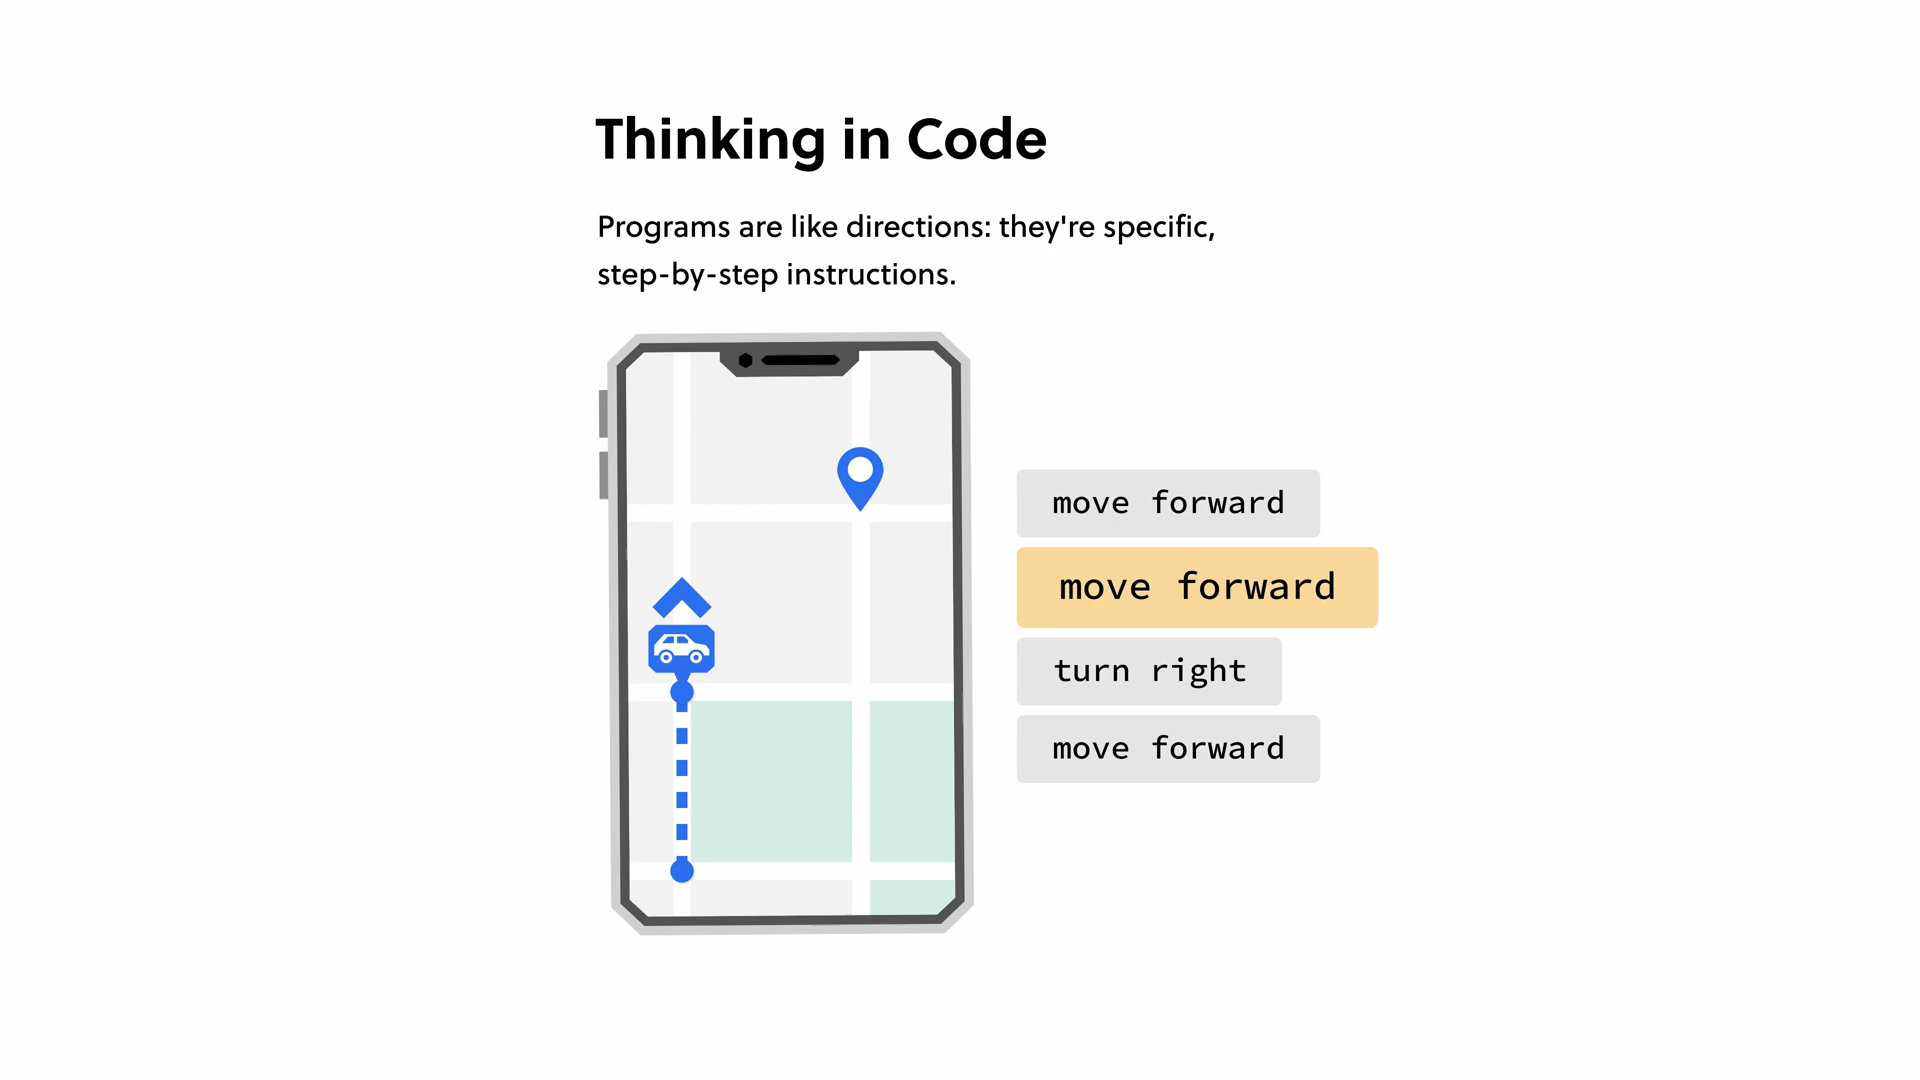 Thinking in Code
Programs are like directions: they're specific,
step-by-step instructions.
move forward
move forward
turn right
move forward